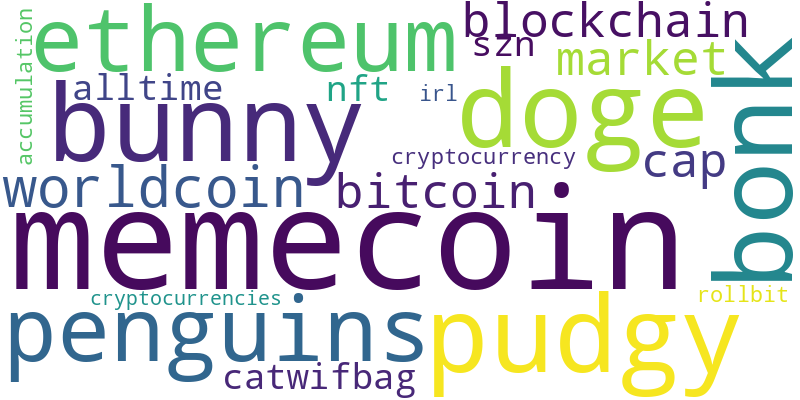 accumulation
ethereum
blockchain
szn
market
bonk
alltime
nft
irl
doge
bunny
cryptocurrency
cap
worldcoin
bitcoin
memecoin
cryptocurrencies
rollbit
penguins
pudgy
catwifbag